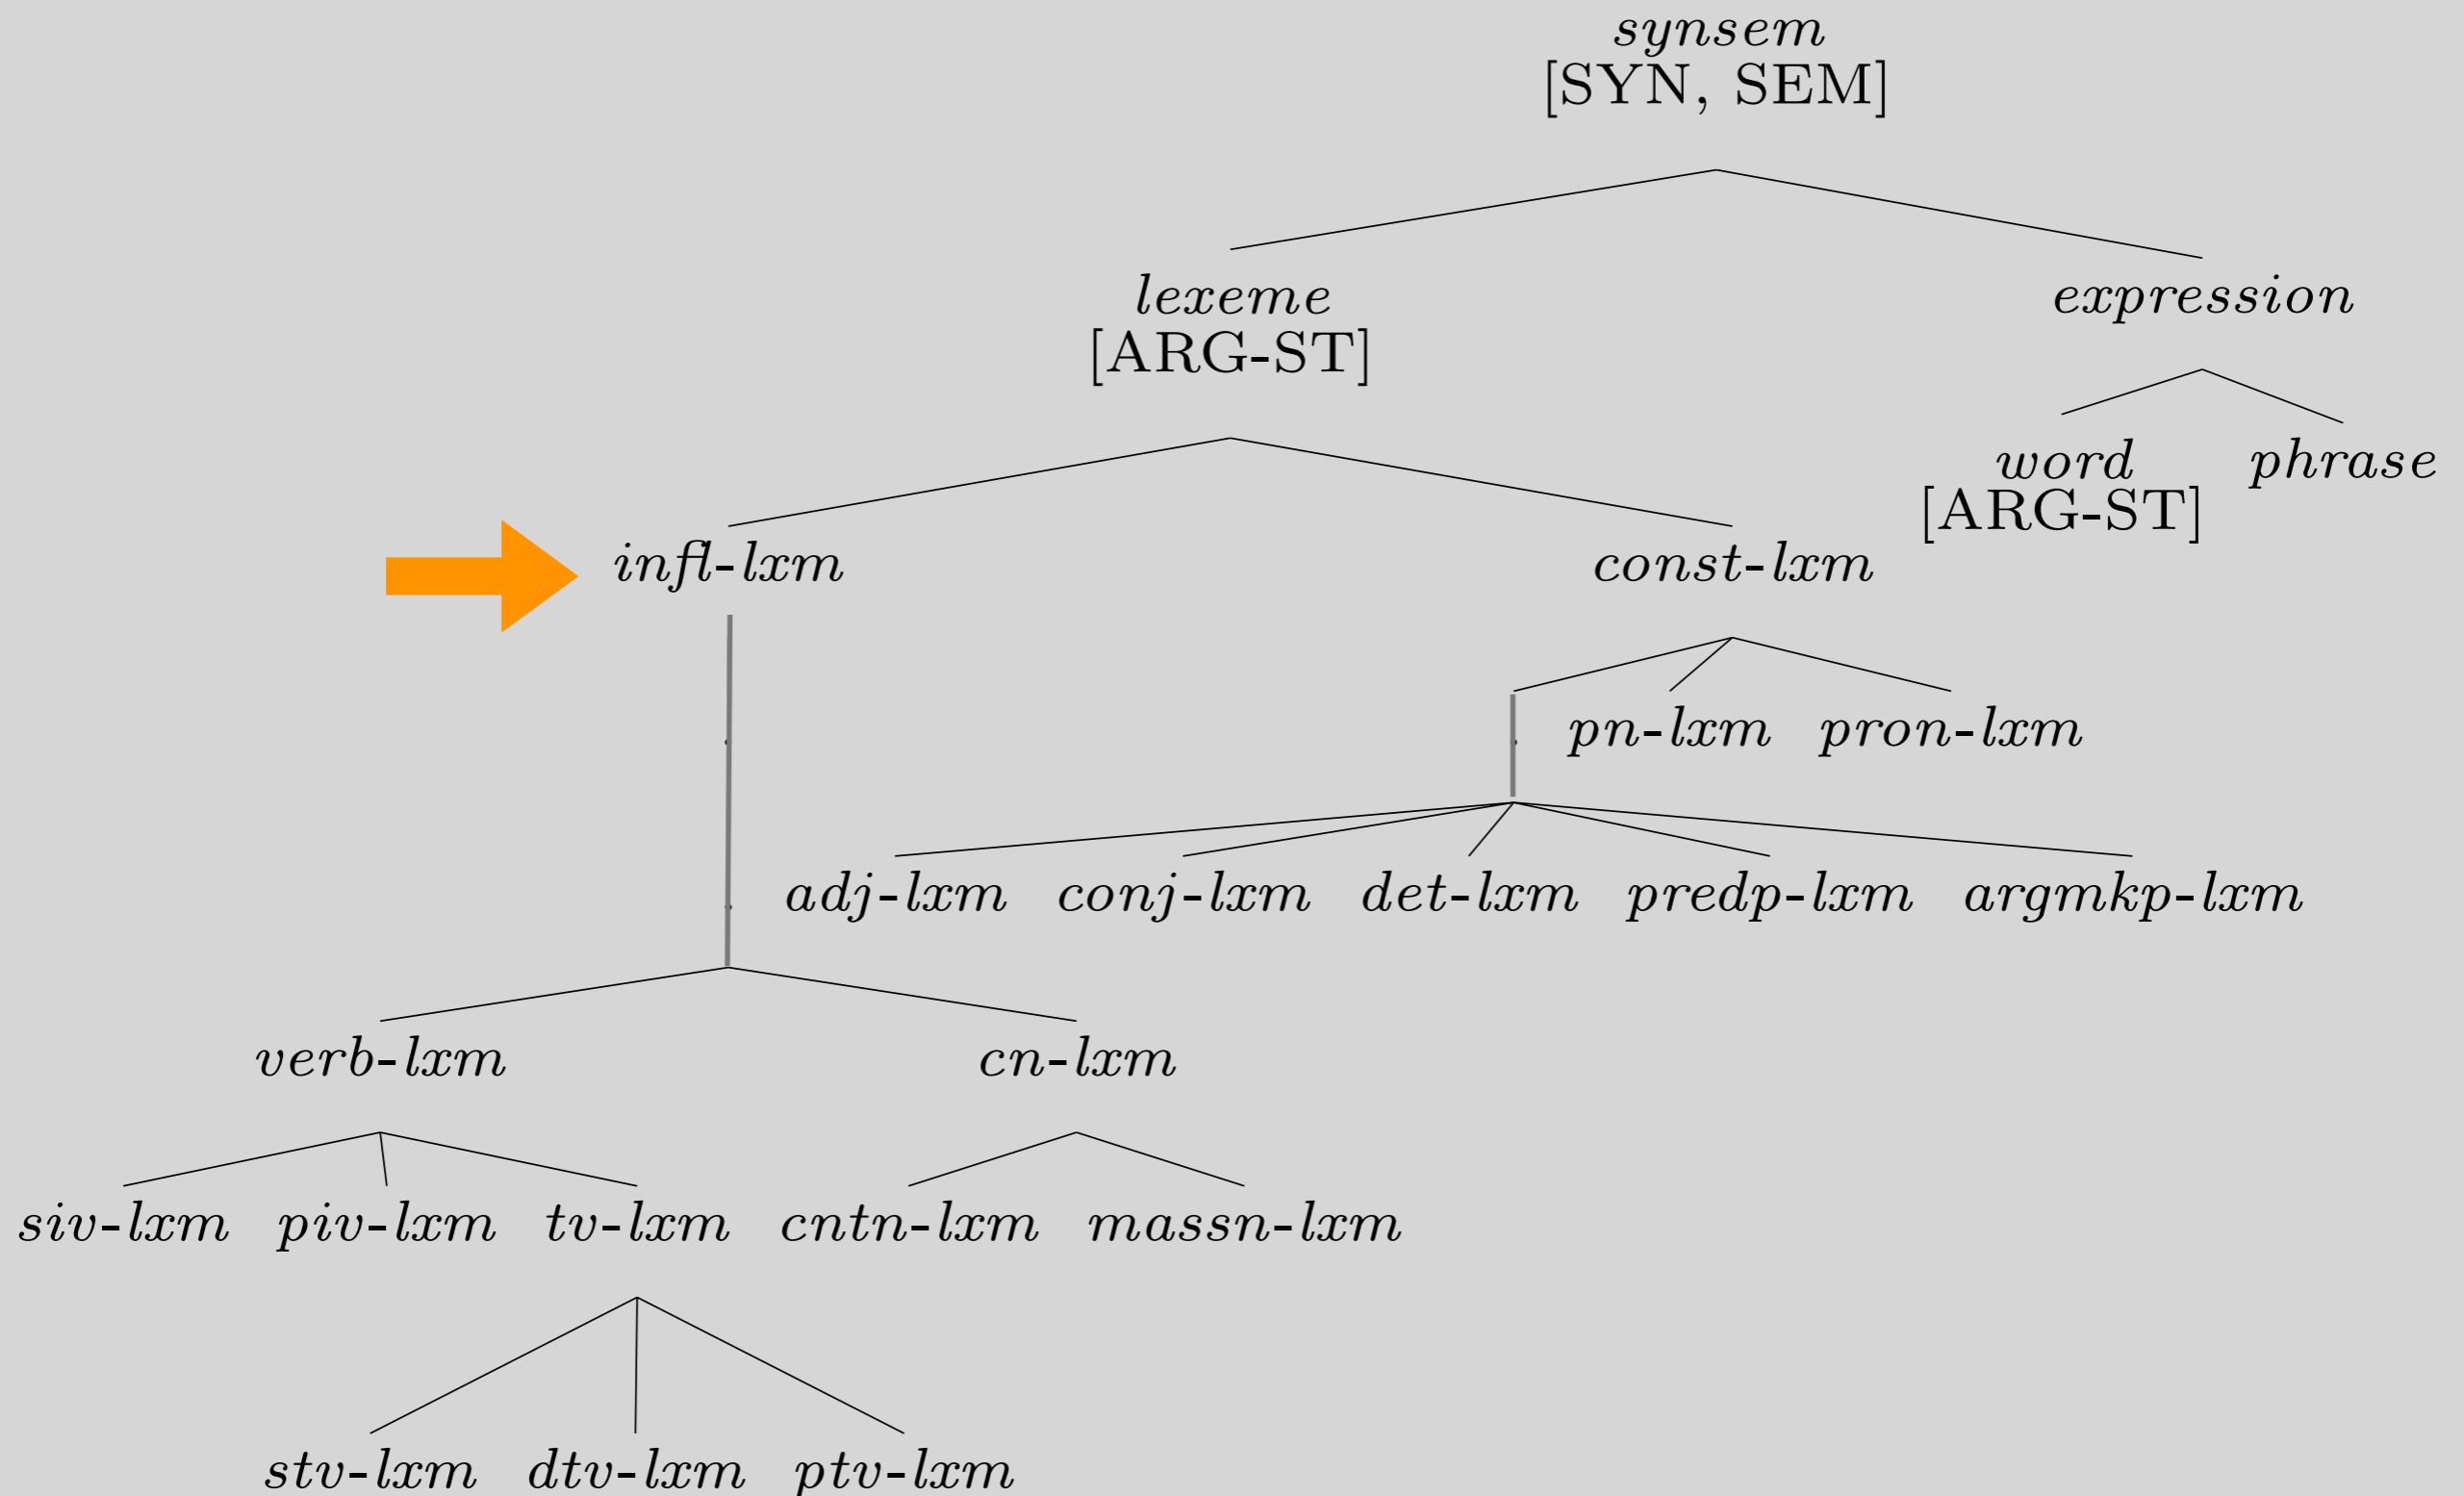 synsem
[SYN, SEM]
lexeme
[ARG-ST]
expression
infl-lxm
const-lxm
word
[ARG-ST]
phrase
pn-lxm
pron-lxm
adj-lxm
conj-lxm
det-lxm
predp-lxm
argmkp-lxm
verb-lxm
cn-lxm
siv-lxm
piv-lxm
tv-lxm
cntn-lxm
massn-lxm
stv-lxm
dtv-lxm
ptv-lxm